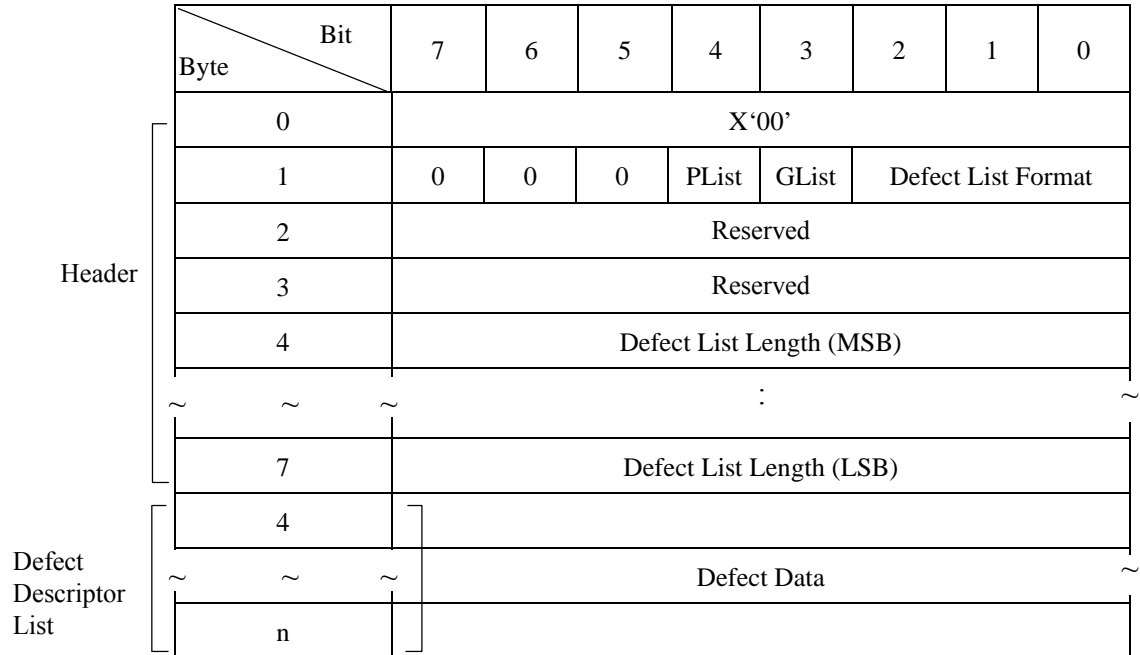 Bit
Byte
7 6 5 4 3 2 1 0
0 X‘00’
1 0 0 0 PList GList Defect List Format
2 Reserved
Header
3 Reserved
4 Defect List Length (MSB)
~ ~ ~ : ~
7 Defect List Length (LSB)
4
Defect
Descriptor
List
~ ~ ~ Defect Data ~
n